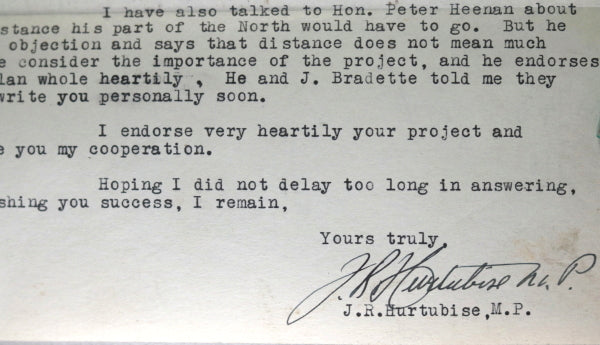 I have also talked to Hon. Peter Heenan about
stance his part of the North would have to go. But he
objection and says that distance does not mean much
e consider the importance of the project, and he endorses
lan whole heartily , He and J. Bradette told me they
write you personally soon.
I endorse very heartily your project and
e you my cooperation.
Hoping I did not delay too long in answering,
shing you success, I remain,
Yours truly,
J.R Hurtubise M.P.
J.R.Hurtubise,M.P.